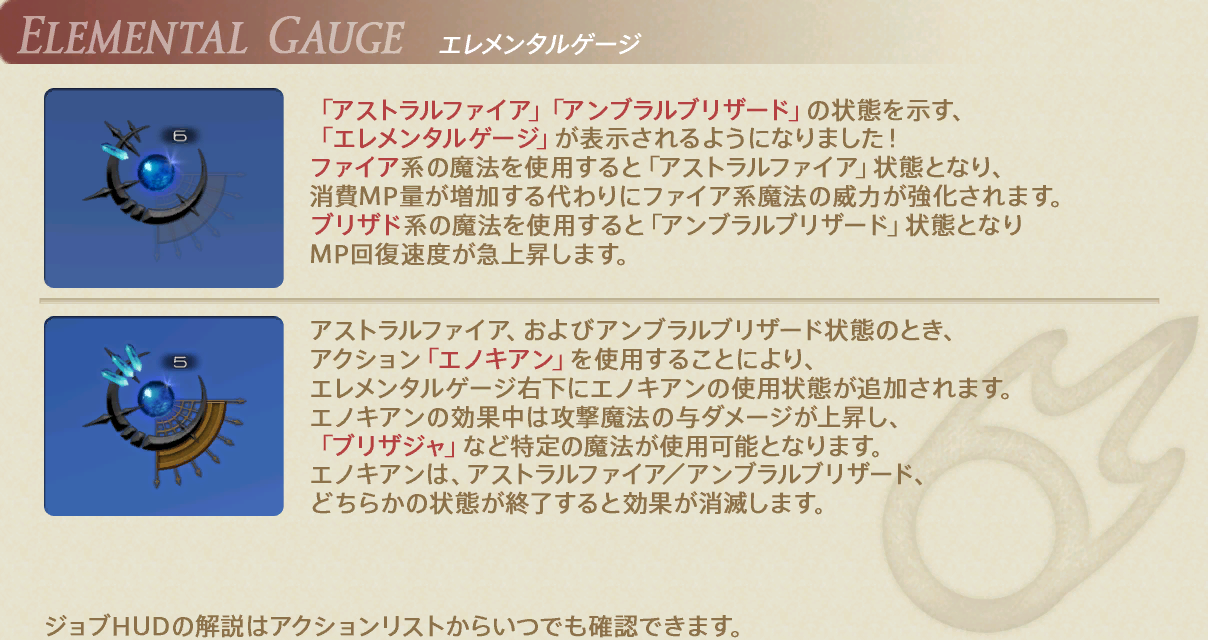 ELEMENTAL GAUGE エレメンタルゲージ
6
「アストラルファイア」「アンブラルブリザード」の状態を示す、
「エレメンタルゲージ」が表示されるようになりました！
ファイア系の魔法を使用すると「アストラルファイア」状態となり、
消費MP量が増加する代わりにファイア系魔法の威力が強化されます。
ブリザド系の魔法を使用すると「アンブラルブリザード」状態となり
MP回復速度が急上昇します。
5
アストラルファイア、およびアンブラルブリザード状態のとき、
アクション「エノキアン」を使用することにより、
エレメンタルゲージ右下にエノキアンの使用状態が追加されます。
エノキアンの効果中は攻撃魔法の与ダメージが上昇し、
「ブリザジャ」など特定の魔法が使用可能となります。
エノキアンは、アストラルファイア／アンブラルブリザード、
どちらかの状態が終了すると効果が消滅します。
ジョブHUDの解説はアクションリストからいつでも確認できます。